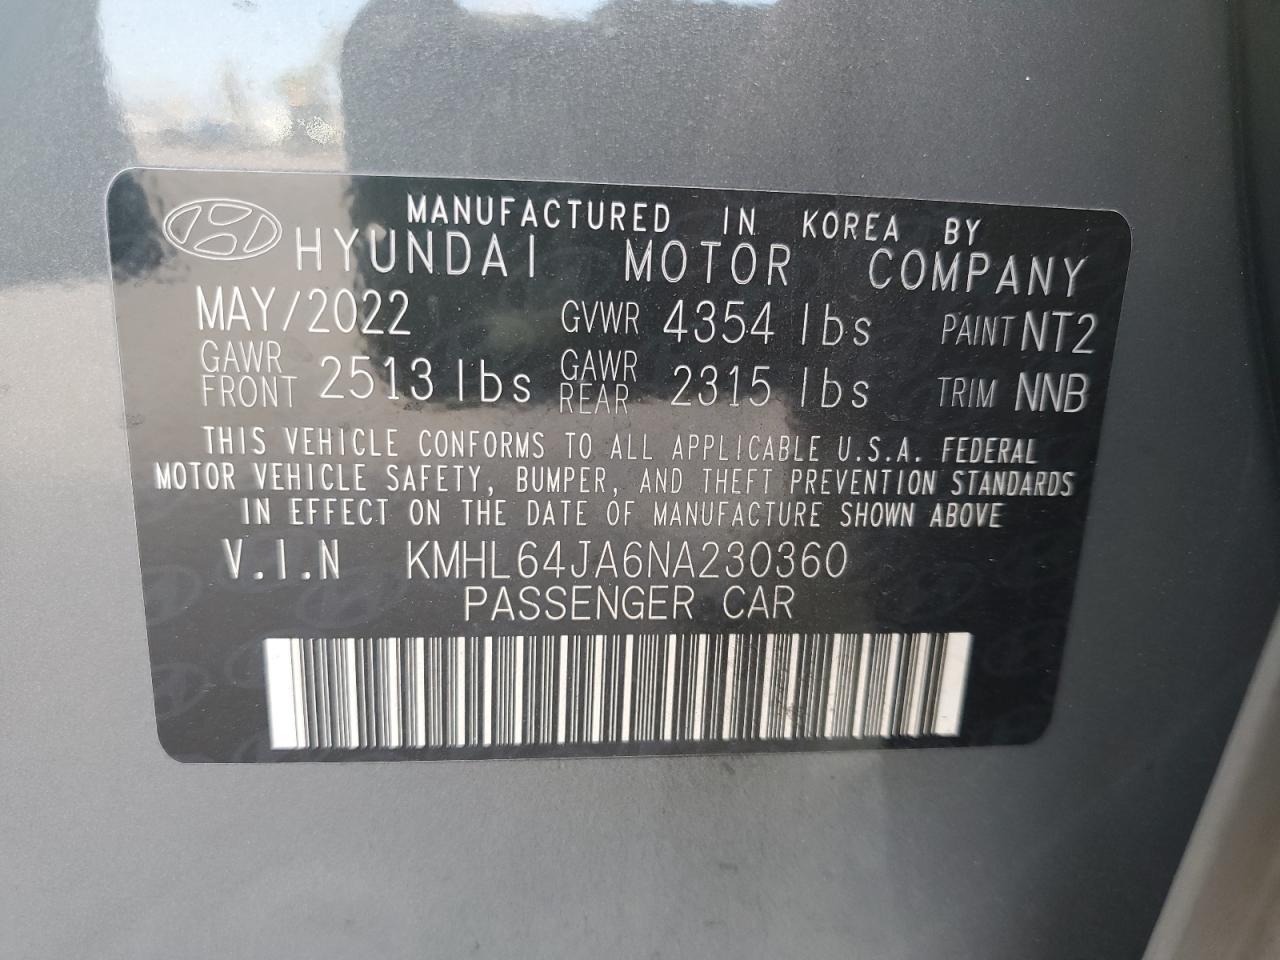 MANUFACTURED IN KOREA BY
HYUNDAI MOTOR COMPANY
MAY/2022 GVWR 4354 lbs PAINT NT2
GAWR FRONT 2513 lbs GAWR REAR 2315 lbs TRIM NNB
THIS VEHICLE CONFORMS TO ALL APPLICABLE U.S.A. FEDERAL
MOTOR VEHICLE SAFETY, BUMPER, AND THEFT PREVENTION STANDARDS
IN EFFECT ON THE DATE OF MANUFACTURE SHOWN ABOVE
V.I.N KMHL64JA6NA230360
PASSENGER CAR